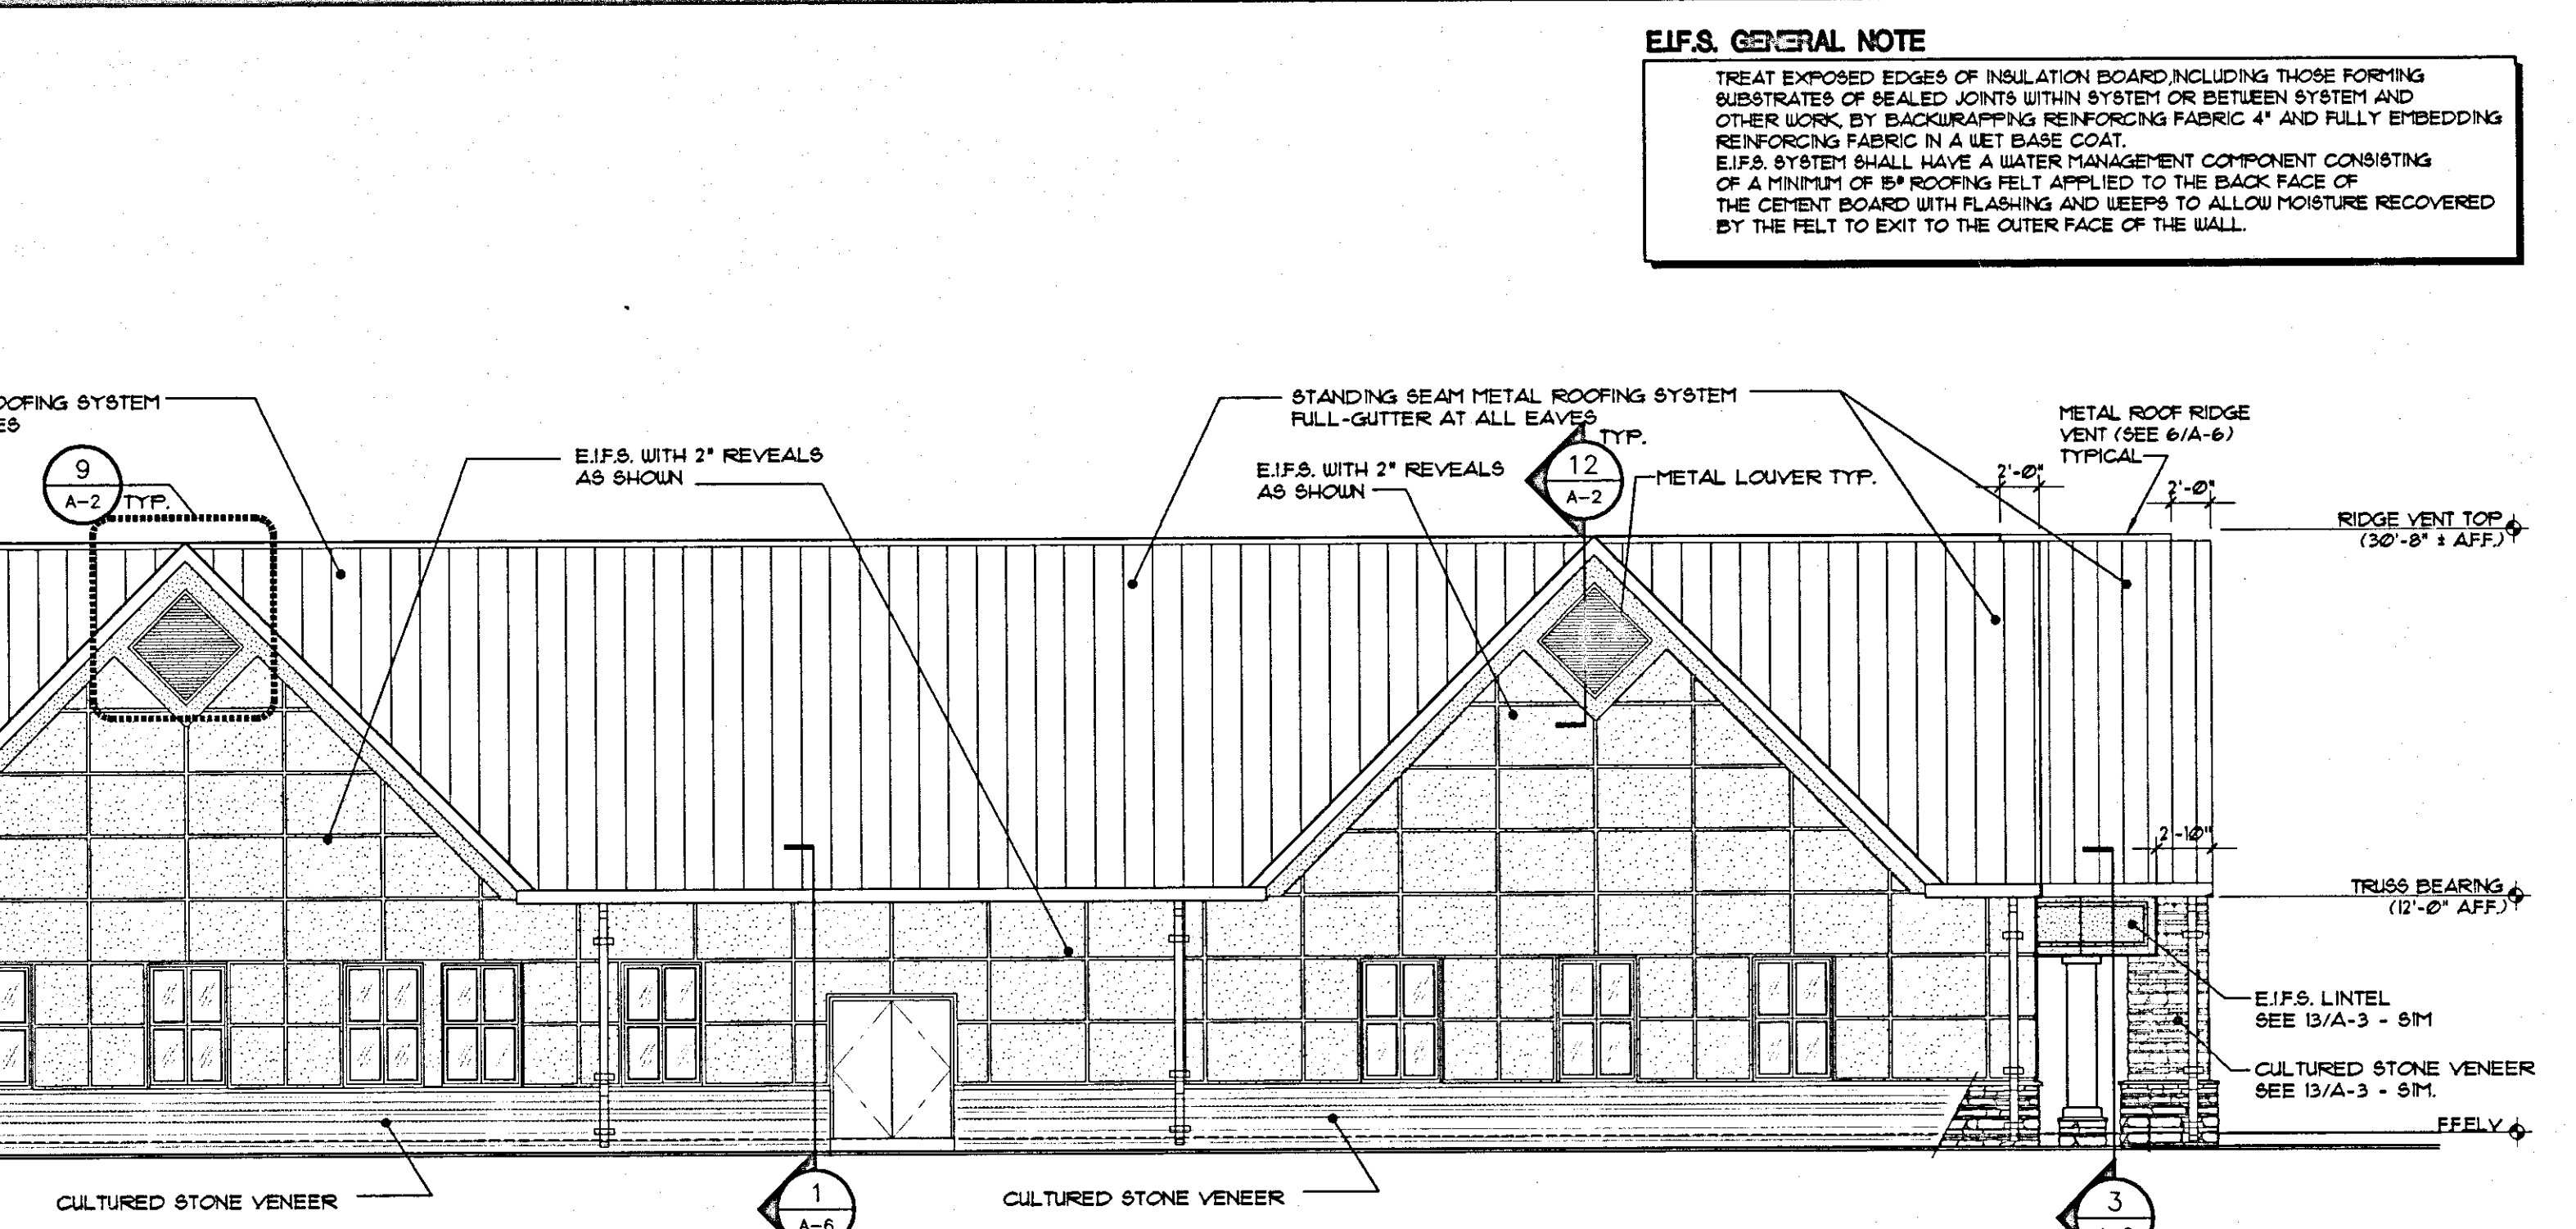 E.I.F.S. GENERAL NOTE
TREAT EXPOSED EDGES OF INSULATION BOARD, INCLUDING THOSE FORMING
SUBSTRATES OF SEALED JOINTS WITHIN SYSTEM OR BETWEEN SYSTEM AND
OTHER WORK, BY BACKWRAPPING REINFORCING FABRIC 4" AND FULLY EMBEDDING
REINFORCING FABRIC IN A WET BASE COAT.
E.I.F.S. SYSTEM SHALL HAVE A WATER MANAGEMENT COMPONENT CONSISTING
OF A MINIMUM OF 15# ROOFING FELT APPLIED TO THE BACK FACE OF
THE CEMENT BOARD WITH FLASHING AND WEEPS TO ALLOW MOISTURE RECOVERED
BY THE FELT TO EXIT TO THE OUTER FACE OF THE WALL.
OOFING SYSTEM
ES
9
A-2
TYP.
E.I.F.S. WITH 2" REVEALS
AS SHOWN
STANDING SEAM METAL ROOFING SYSTEM
FULL-GUTTER AT ALL EAVES
TYP.
E.I.F.S. WITH 2" REVEALS
AS SHOWN
12
A-2
METAL LOUVER TYP.
METAL ROOF RIDGE
VENT (SEE 6/A-6)
TYPICAL
2'-0"
2'-0"
RIDGE VENT TOP
(30'-8" ± A.F.F.)
2'-10"
TRUSS BEARING
(12'-0" A.F.F.)
E.I.F.S. LINTEL
SEE 13/A-3 - SIM
CULTURED STONE VENEER
SEE 13/A-3 - SIM.
F.F.ELV
CULTURED STONE VENEER
1
A-6
CULTURED STONE VENEER
3